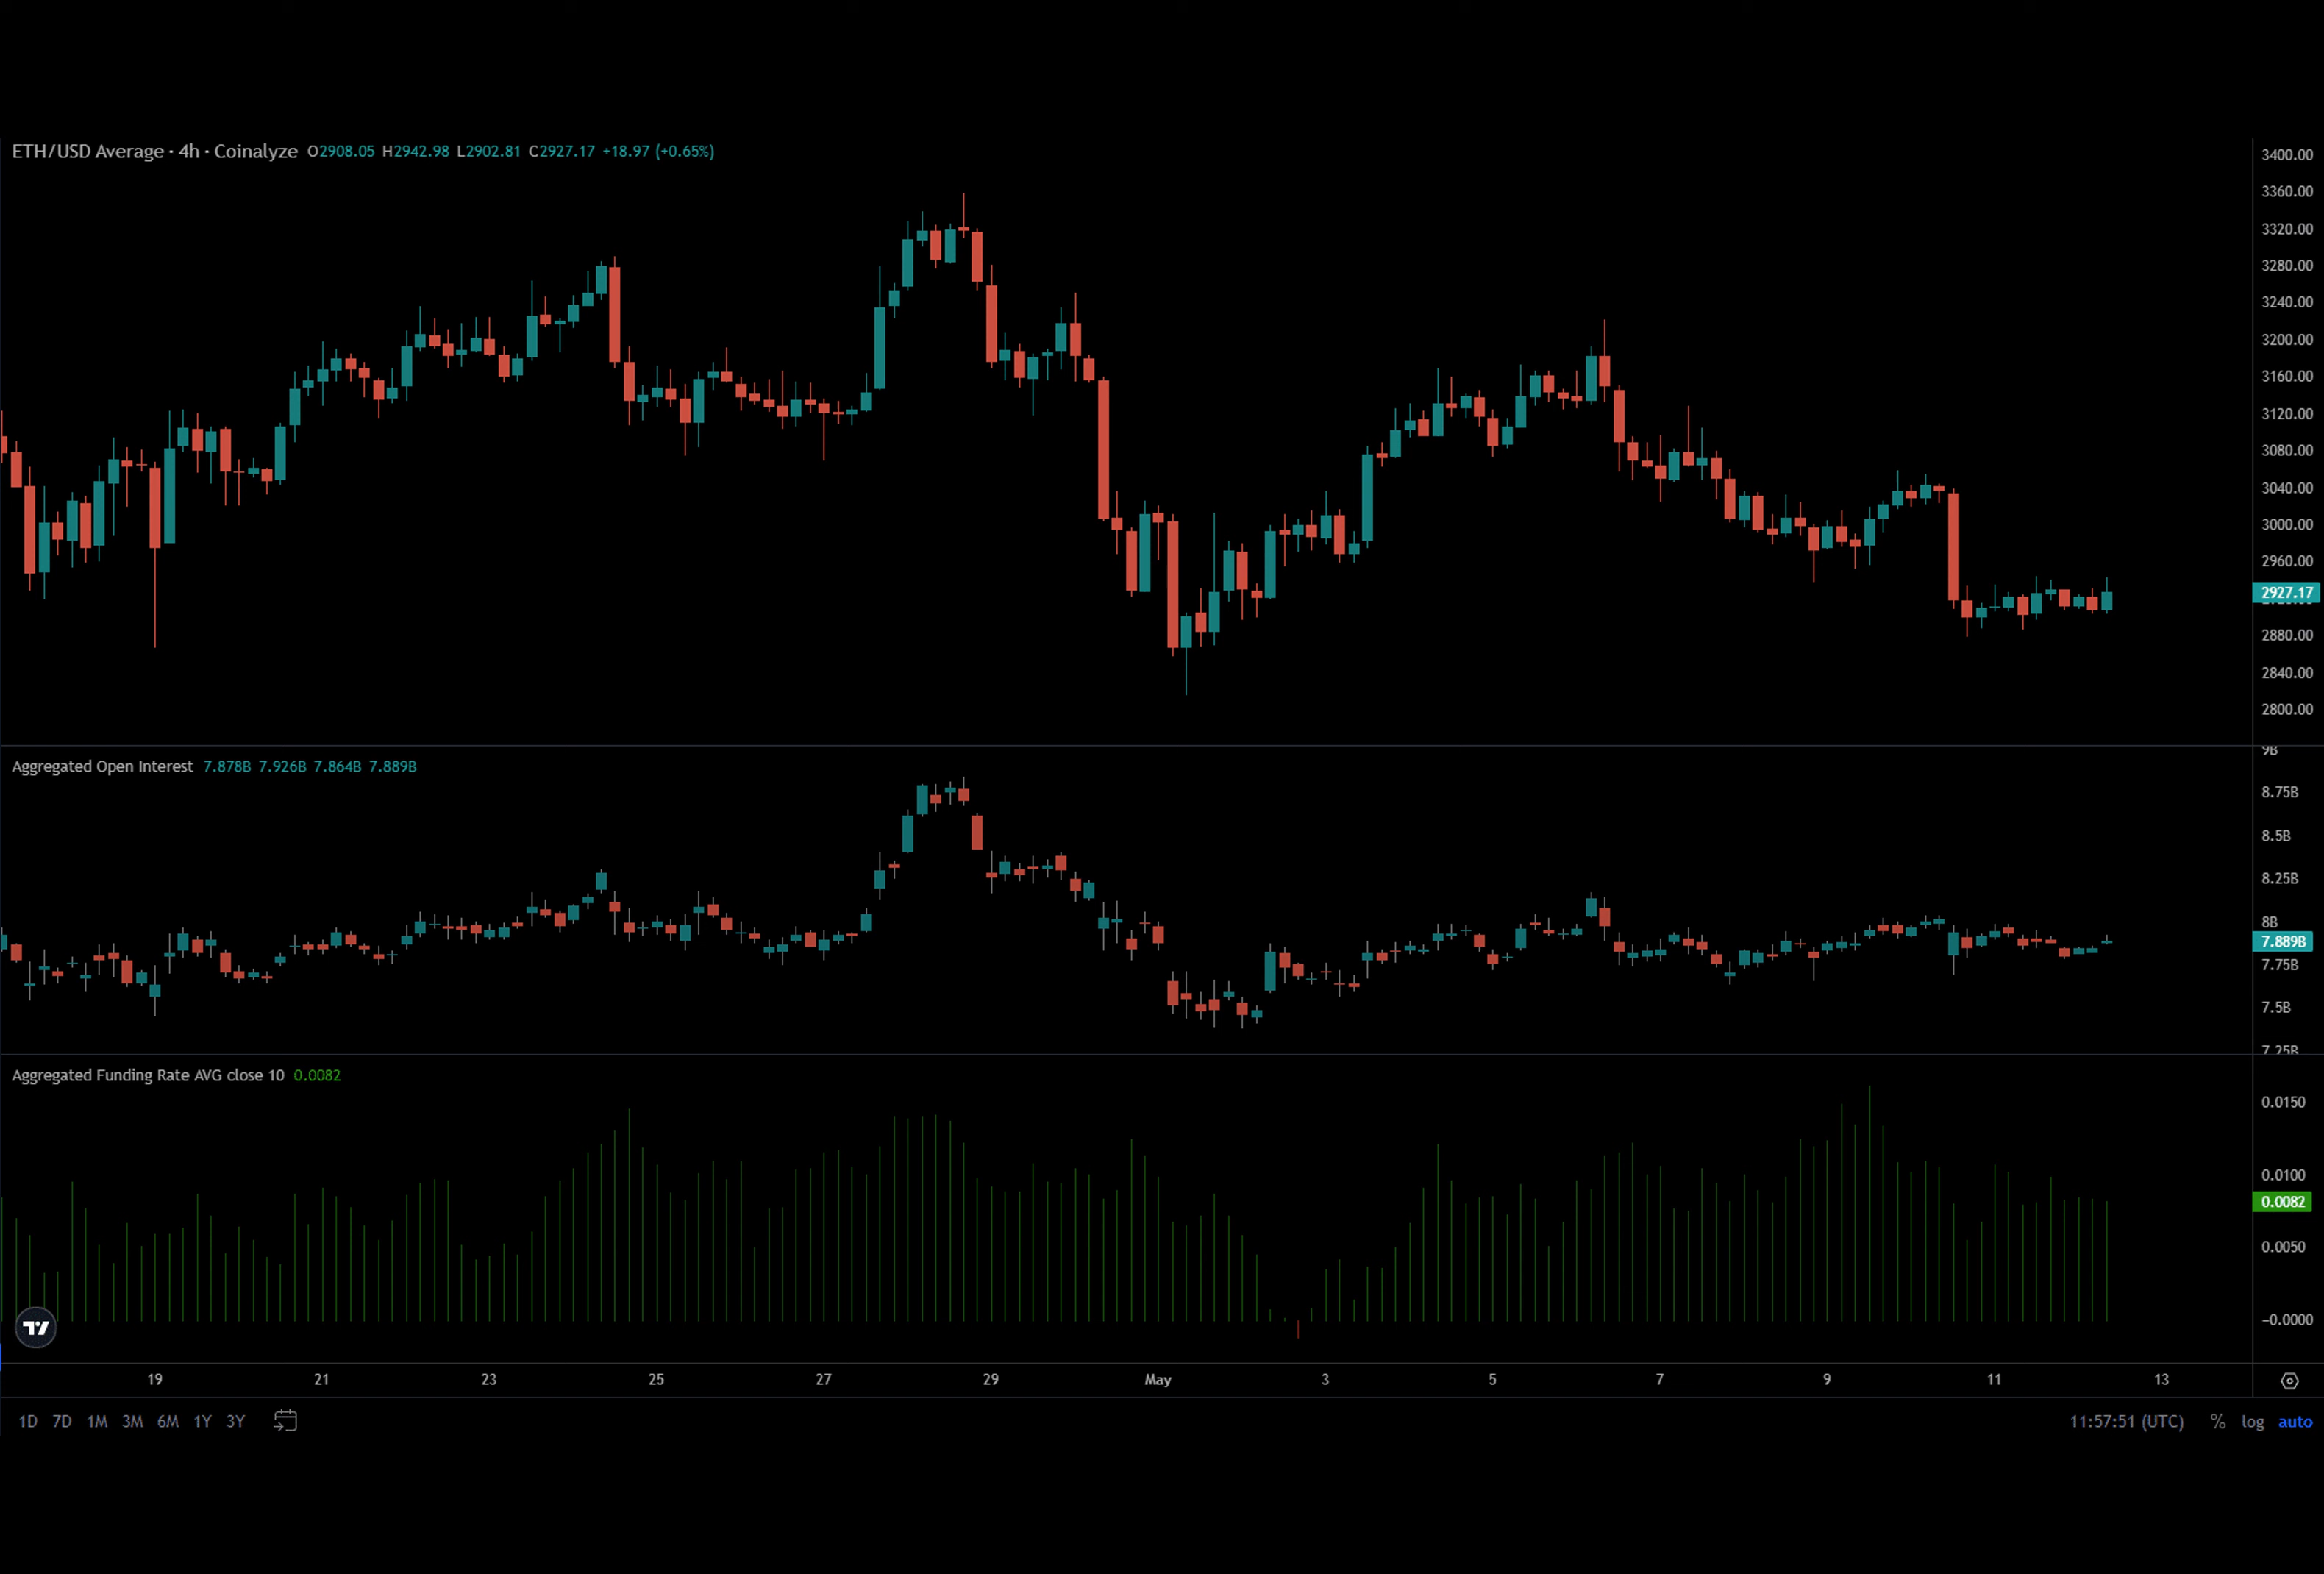 ETH/USD Average · 4h · Coinalyze O2908.05 H2942.98 L2902.81 C2927.17 +18.97 (+0.65%)
3400.00
3360.00
3320.00
3280.00
3240.00
3200.00
3160.00
3120.00
3080.00
3040.00
3000.00
2960.00
2927.17
2880.00
2840.00
2800.00
Aggregated Open Interest 7.878B 7.926B 7.864B 7.889B
9B
8.75B
8.5B
8.25B
8B
7.889B
7.75B
7.5B
7.25B
Aggregated Funding Rate AVG close 10 0.0082
0.0150
0.0100
0.0082
0.0050
-0.0000
19 21 23 25 27 29 May 3 5 7 9 11 13
1D 7D 1M 3M 6M 1Y 3Y 11:57:51 (UTC) % log auto